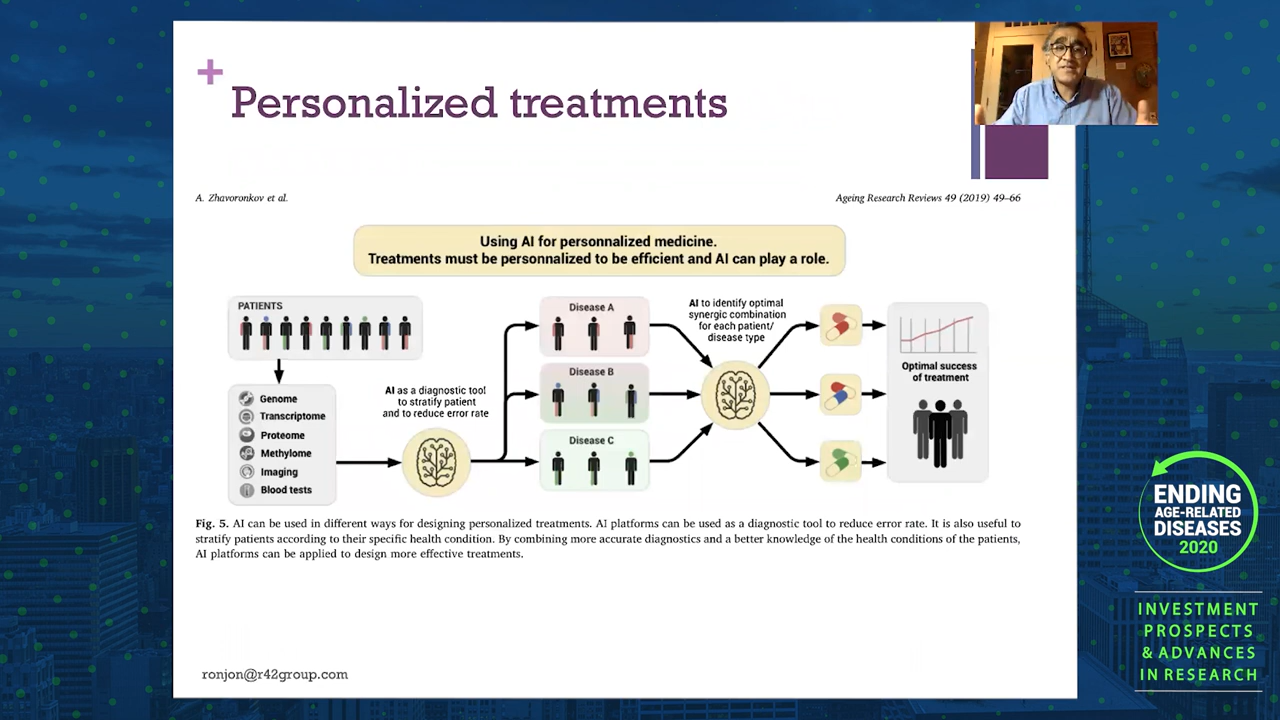 Personalized treatments
A. Zhavoronkov et al.
Ageing Research Reviews 49 (2019) 49–66
Using AI for personnalized medicine.
Treatments must be personnalized to be efficient and AI can play a role.
PATIENTS
Genome
Transcriptome
Proteome
Methylome
Imaging
Blood tests
AI as a diagnostic tool
to stratify patient
and to reduce error rate
Disease A
Disease B
Disease C
AI to identify optimal
synergic combination
for each patient/
disease type
Optimal success
of treatment
Fig. 5. AI can be used in different ways for designing personalized treatments. AI platforms can be used as a diagnostic tool to reduce error rate. It is also useful to
stratify patients according to their specific health condition. By combining more accurate diagnostics and a better knowledge of the health conditions of the patients,
AI platforms can be applied to design more effective treatments.
ronjon@r42group.com
ENDING
AGE-RELATED
DISEASES
2020
INVESTMENT
PROSPECTS
& ADVANCES
IN RESEARCH